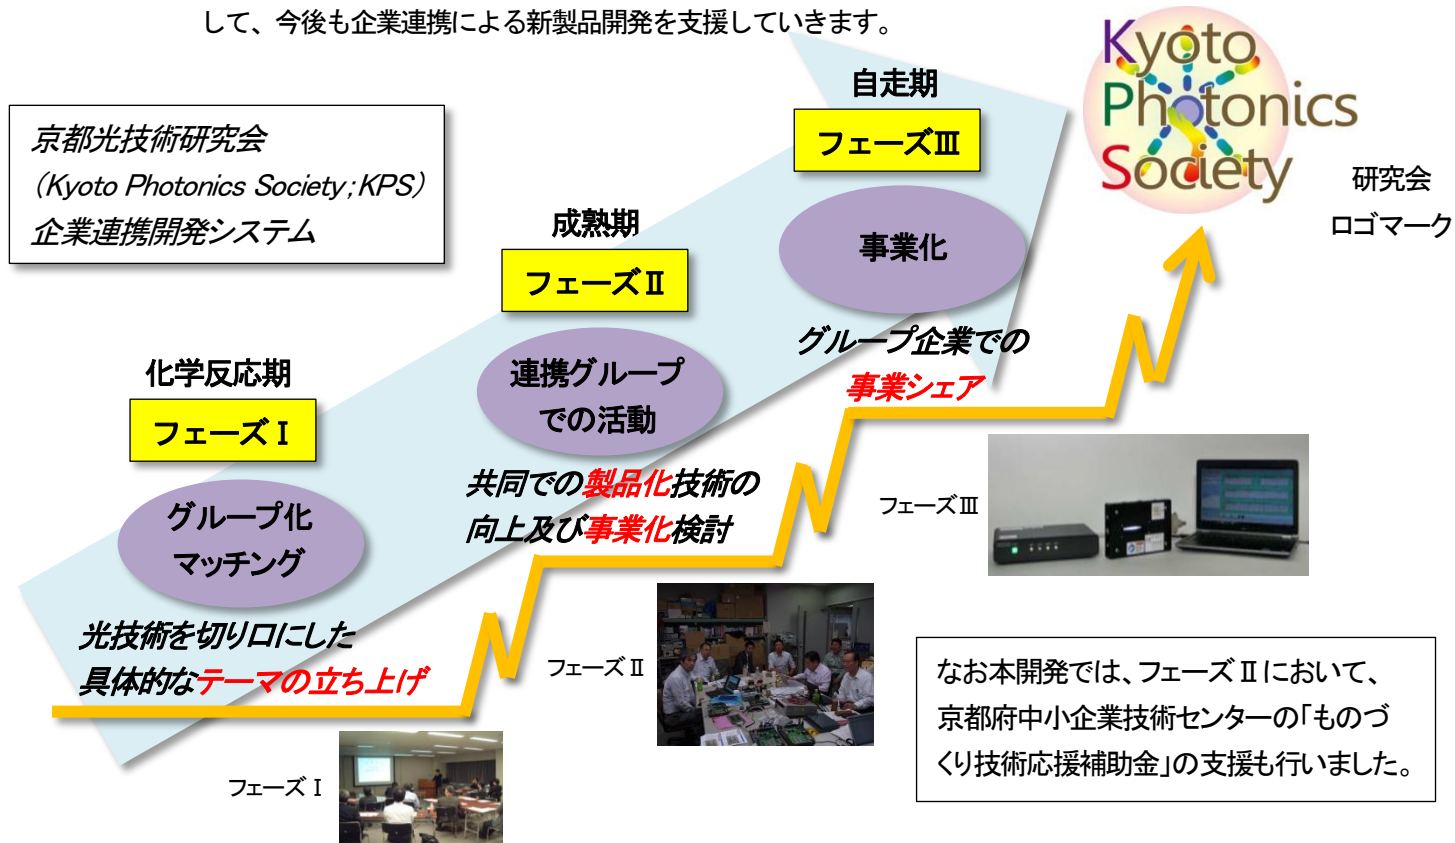 して、今後も企業連携による新製品開発を支援していきます。
京都光技術研究会
(Kyoto Photonics Society;KPS)
企業連携開発システム
自走期
フェーズⅢ
事業化
グループ企業での
事業シェア
Kyoto
Photonics
Society
研究会
ロゴマーク
成熟期
フェーズⅡ
連携グループ
での活動
共同での製品化技術の
向上及び事業化検討
化学反応期
フェーズⅠ
グループ化
マッチング
光技術を切り口にした
具体的なテーマの立ち上げ
フェーズⅢ
フェーズⅡ
フェーズⅠ
なお本開発では、フェーズⅡにおいて、
京都府中小企業技術センターの「ものづ
くり技術応援補助金」の支援も行いました。